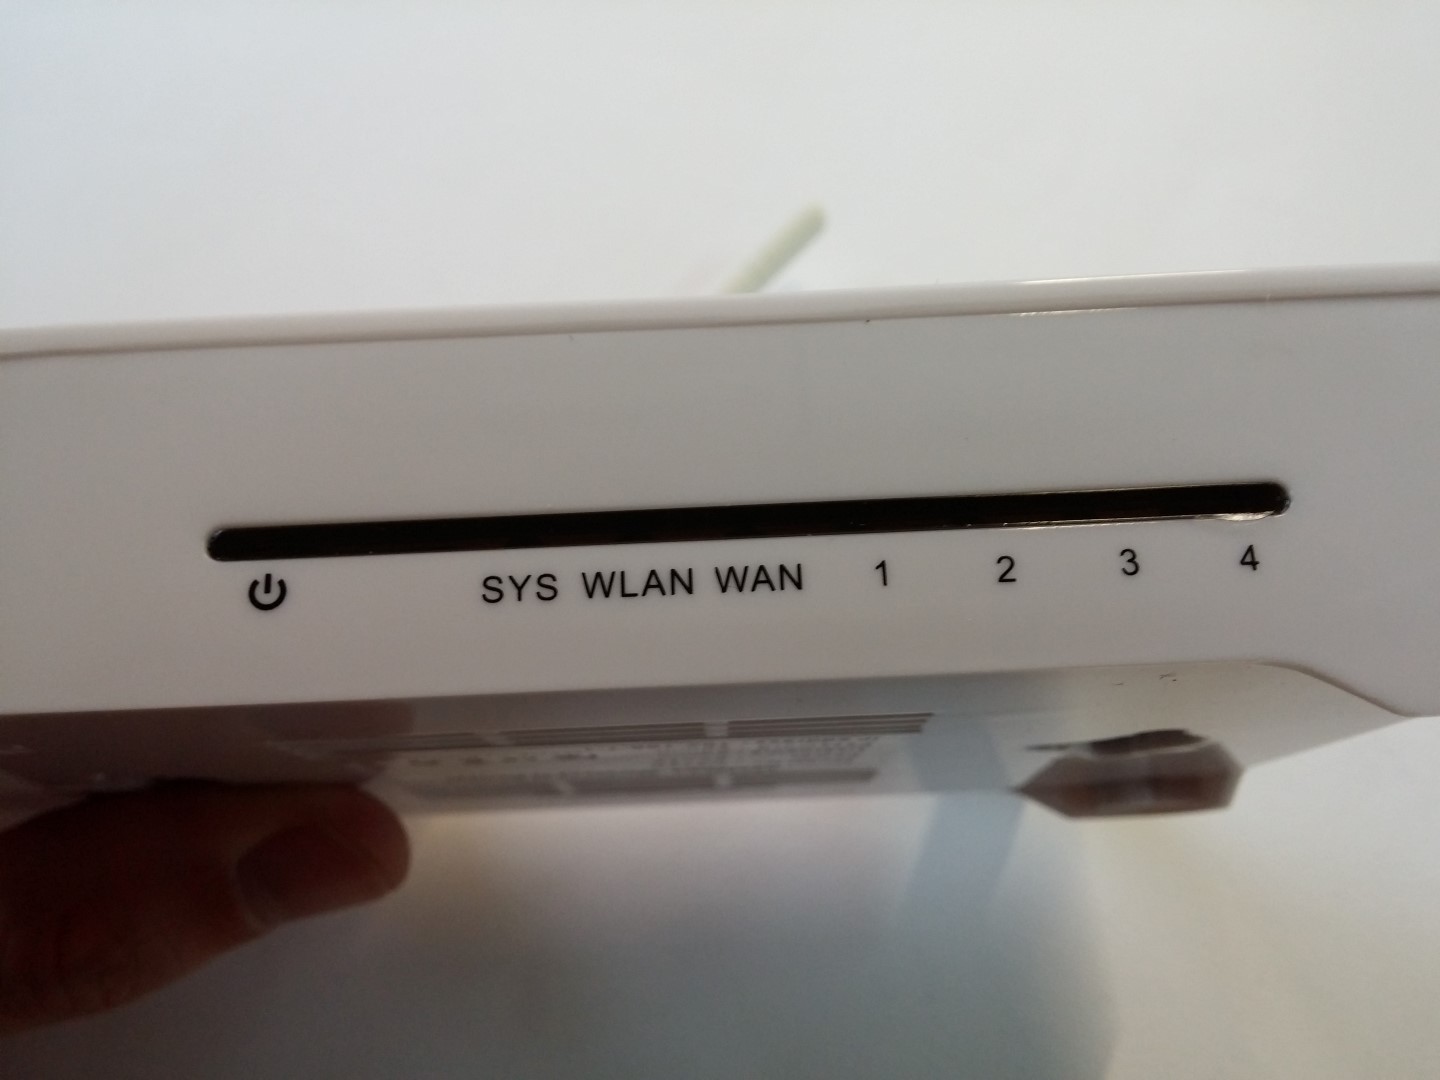 SYS WLAN WAN 1 2 3 4